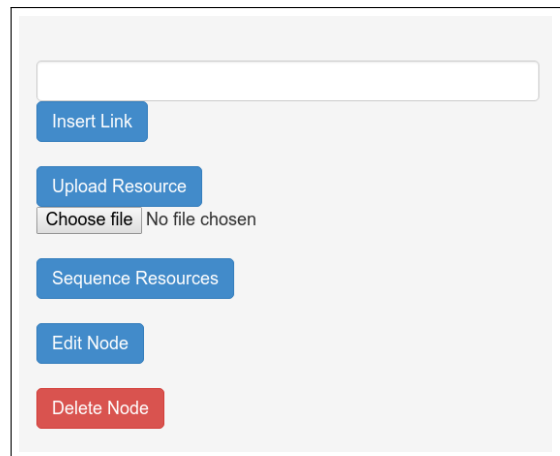 Insert Link
Upload Resource
Choose file No file chosen
Sequence Resources
Edit Node
Delete Node